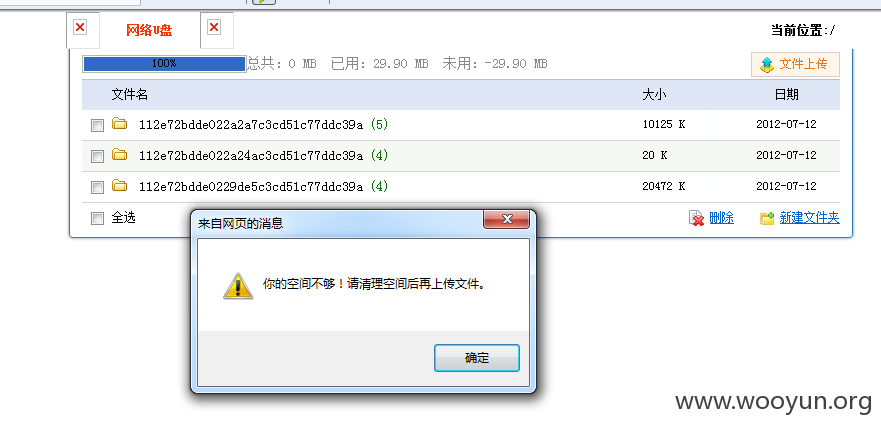 网络U盘 当前位置:/
100% 总共: 0 MB 已用: 29.90 MB 未用: -29.90 MB 文件上传
文件名 大小 日期
112e72bdde022a2a7c3cd51c77ddc39a (5) 10125 K 2012-07-12
112e72bdde022a24ac3cd51c77ddc39a (4) 20 K 2012-07-12
112e72bdde0229de5c3cd51c77ddc39a (4) 20472 K 2012-07-12
全选 删除 新建文件夹
来自网页的消息
你的空间不够！请清理空间后再上传文件。
确定
www.wooyun.org